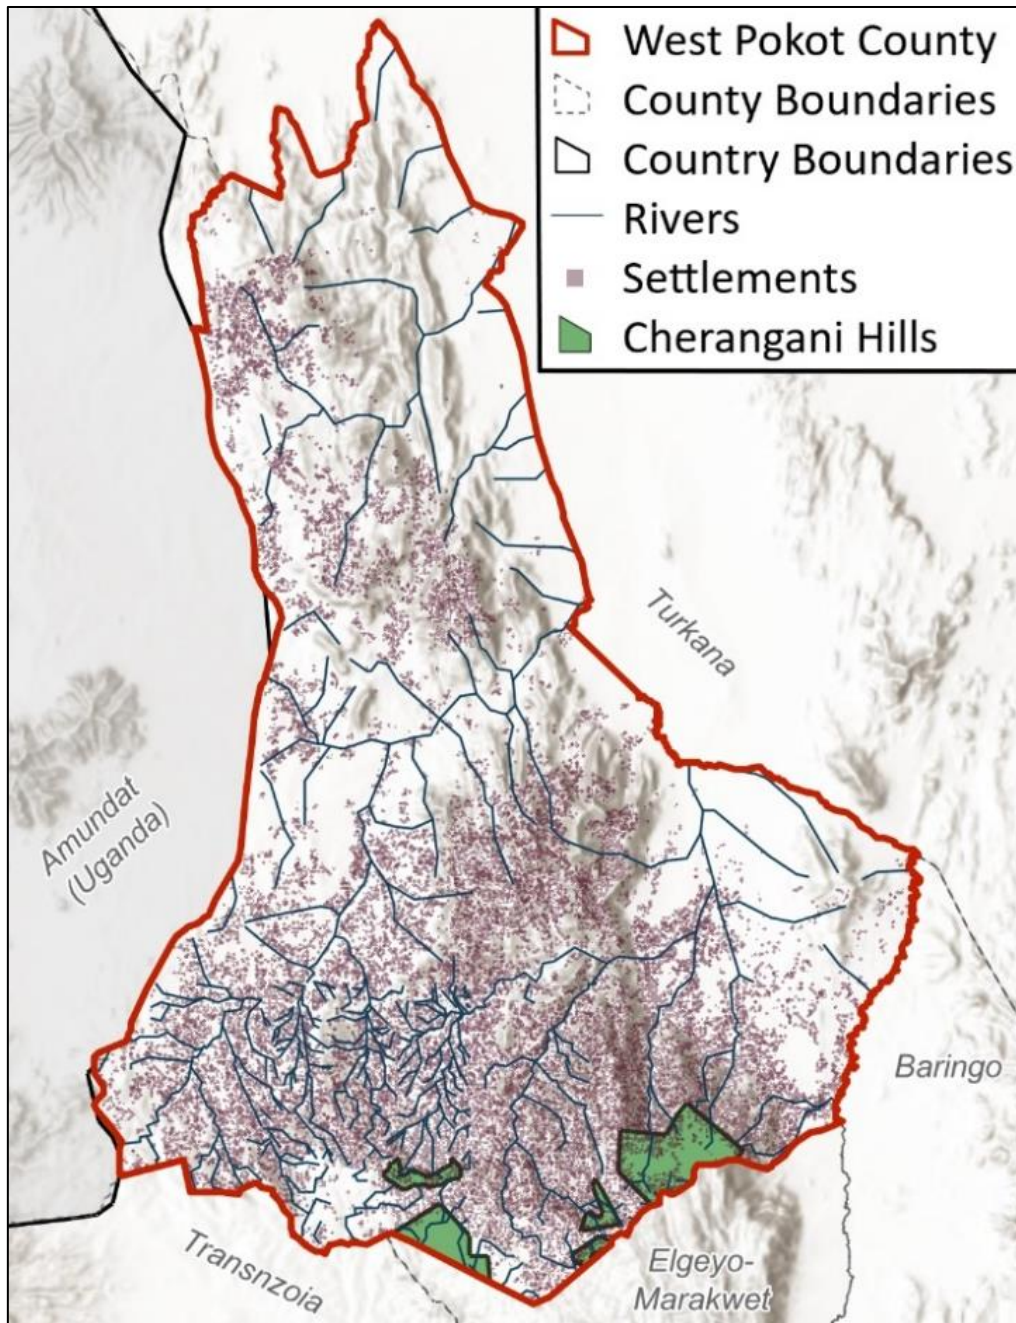 West Pokot County
County Boundaries
Country Boundaries
Rivers
Settlements
Cherangani Hills
Turkana
Amundat
(Uganda)
Baringo
Elgeyo-
Marakwet
Transnzoia